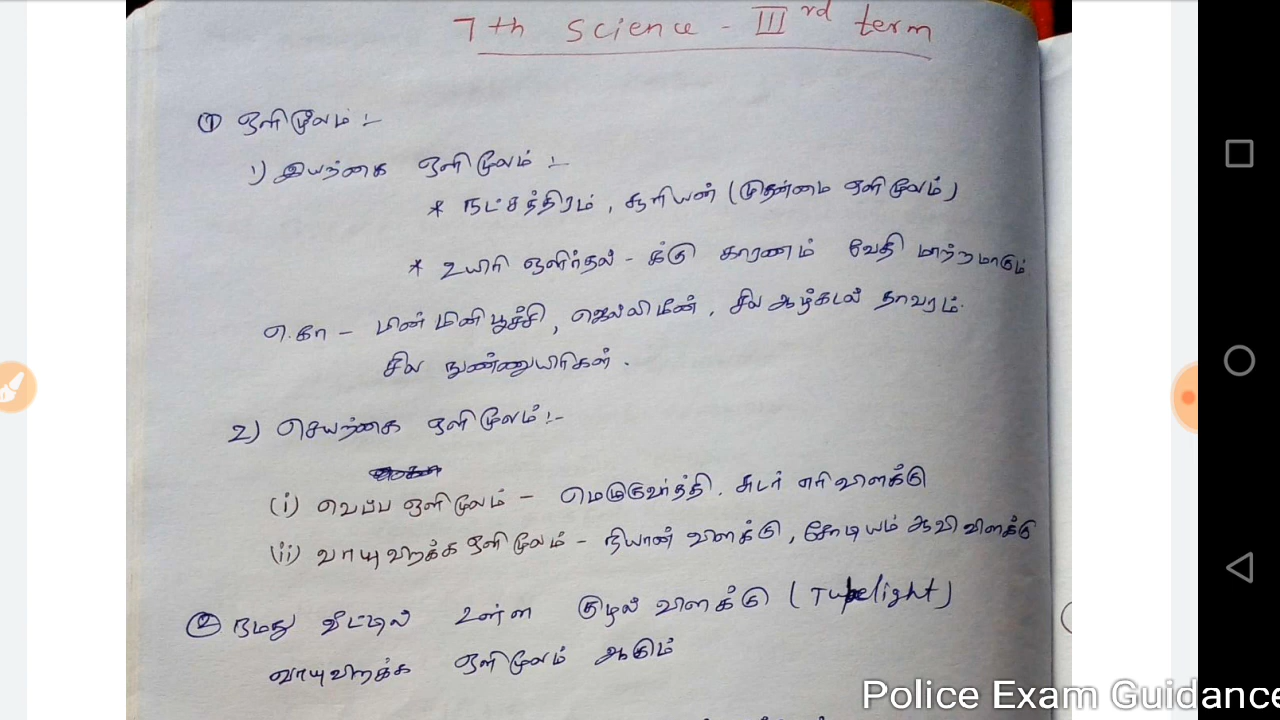 7th Science - IIIrd term
① ஒளிமூலம் :-
1) இயற்கை ஒளி மூலம் :-
* நட்சத்திரம், சூரியன் (முதன்மை ஒளிமூலம்)
* உயிரி ஒளிர்தல் - க்கு காரணம் வேதி மாற்றமாகும்
எ.கா - மின் மினி பூச்சி, ஜெல்லி மீன், சில ஆழ்கடல் தாவரம்.
சில நுண்ணுயிரிகள்.
2) செயற்கை ஒளி மூலம் :-
(i) வெப்ப ஒளி மூலம் - மெழுகுவர்த்தி. சுடர் எரி விளக்கு
(ii) வாயு விறக்க ஒளி மூலம் - நியான் விளக்கு, சோடியம் ஆவி விளக்கு
② நமது வீட்டில் உள்ள குழல் விளக்கு (Tubelight)
வாயுவிறக்க ஒளி மூலம் ஆகும்
Police Exam Guidance